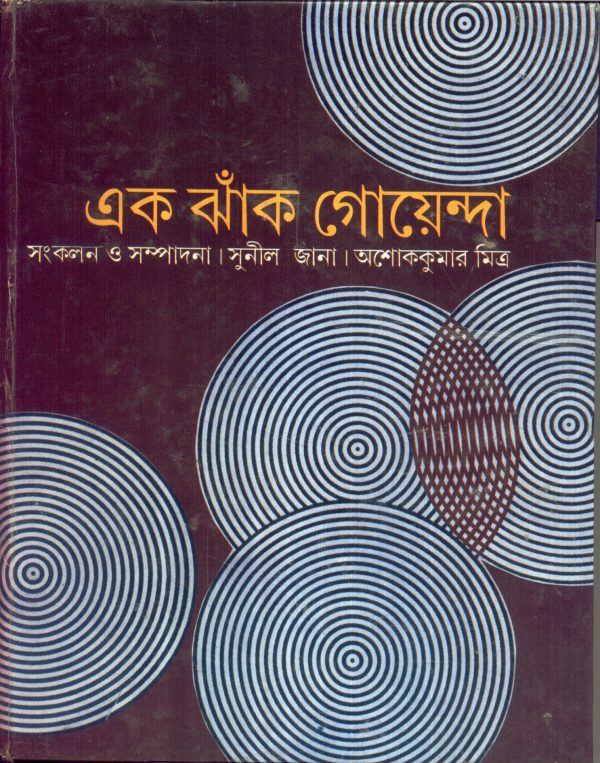 এক ঝাঁক গোয়েন্দা
সংকলন ও সম্পাদনা। সুনীল জানা। অশোককুমার মিত্র